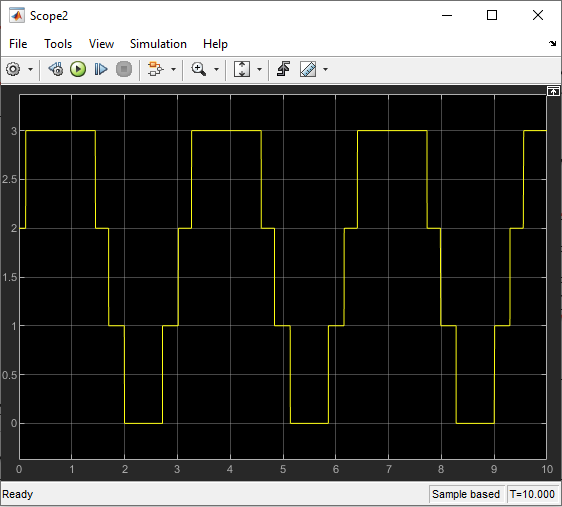 Scope2
File Tools View Simulation Help
3
2.5
2
1.5
1
0.5
0
0 1 2 3 4 5 6 7 8 9 10
Ready Sample based T=10.000